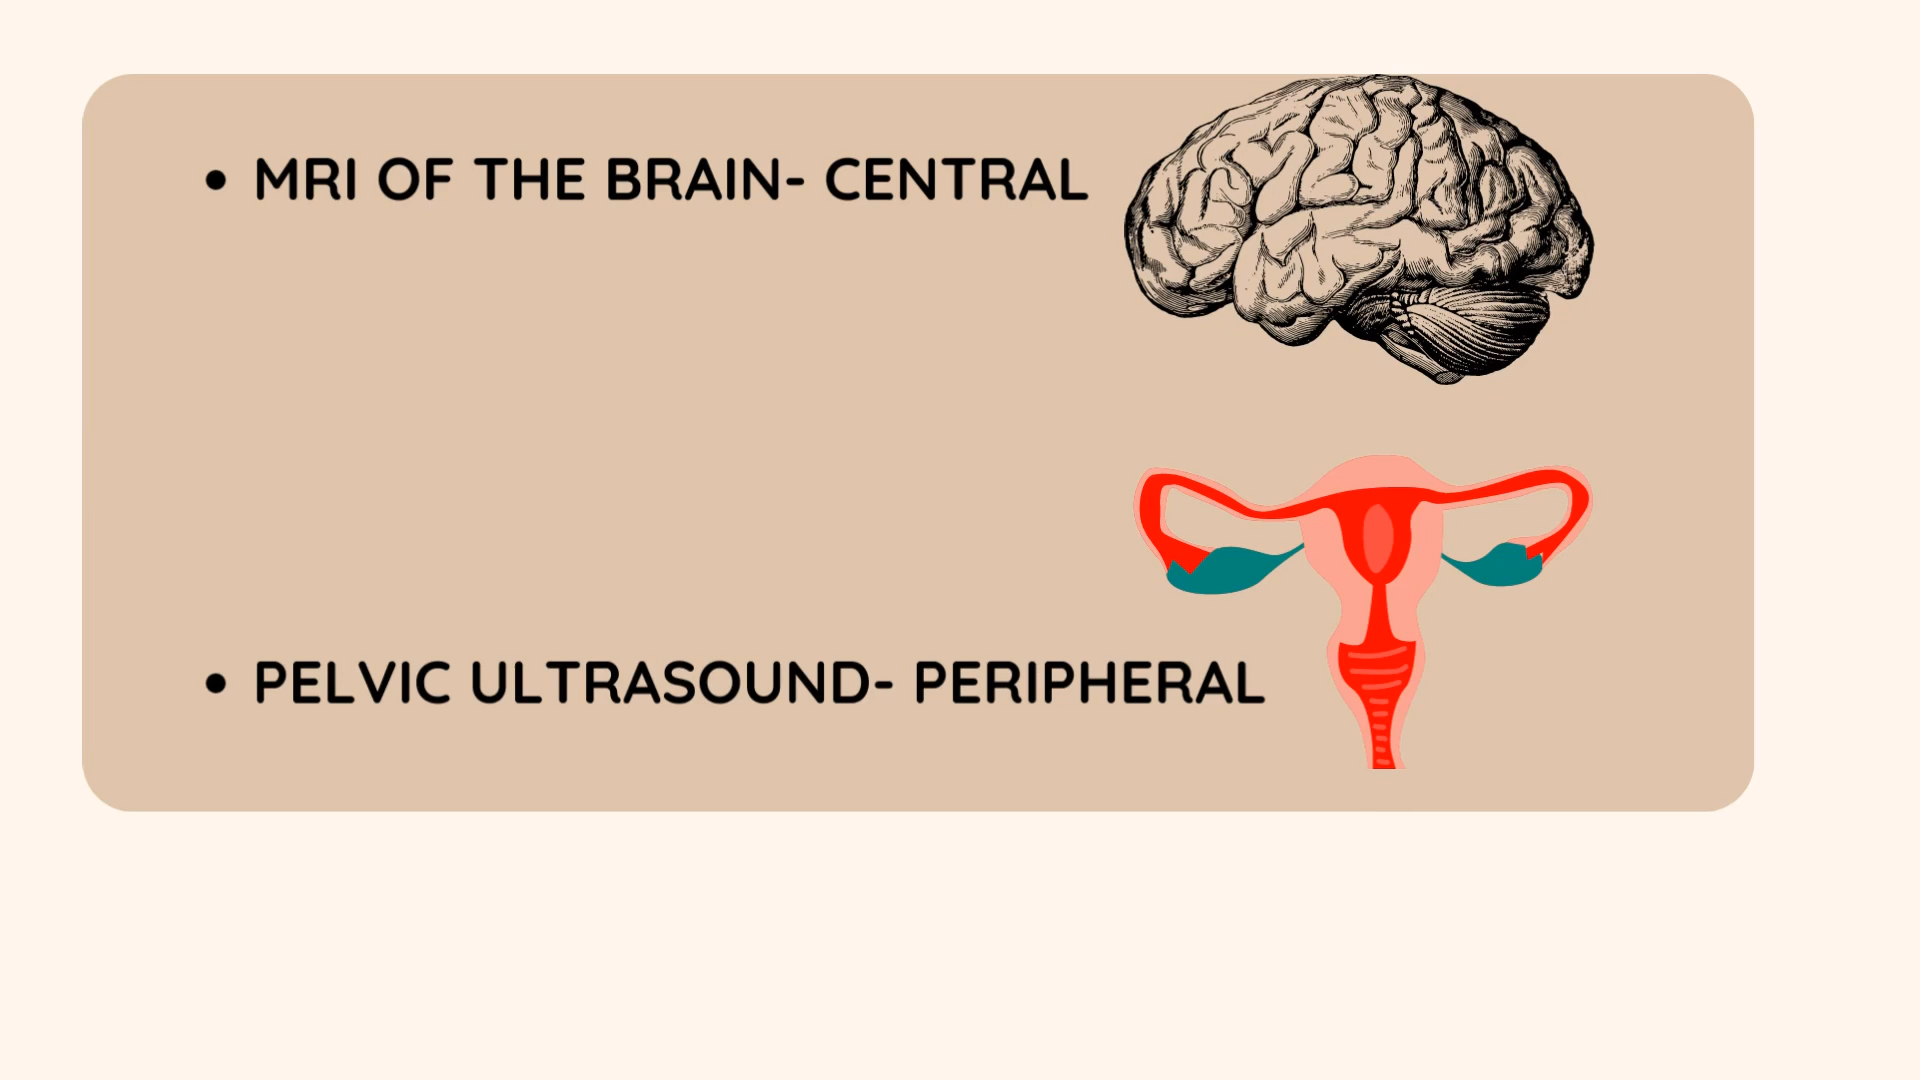 • MRI OF THE BRAIN- CENTRAL
• PELVIC ULTRASOUND- PERIPHERAL